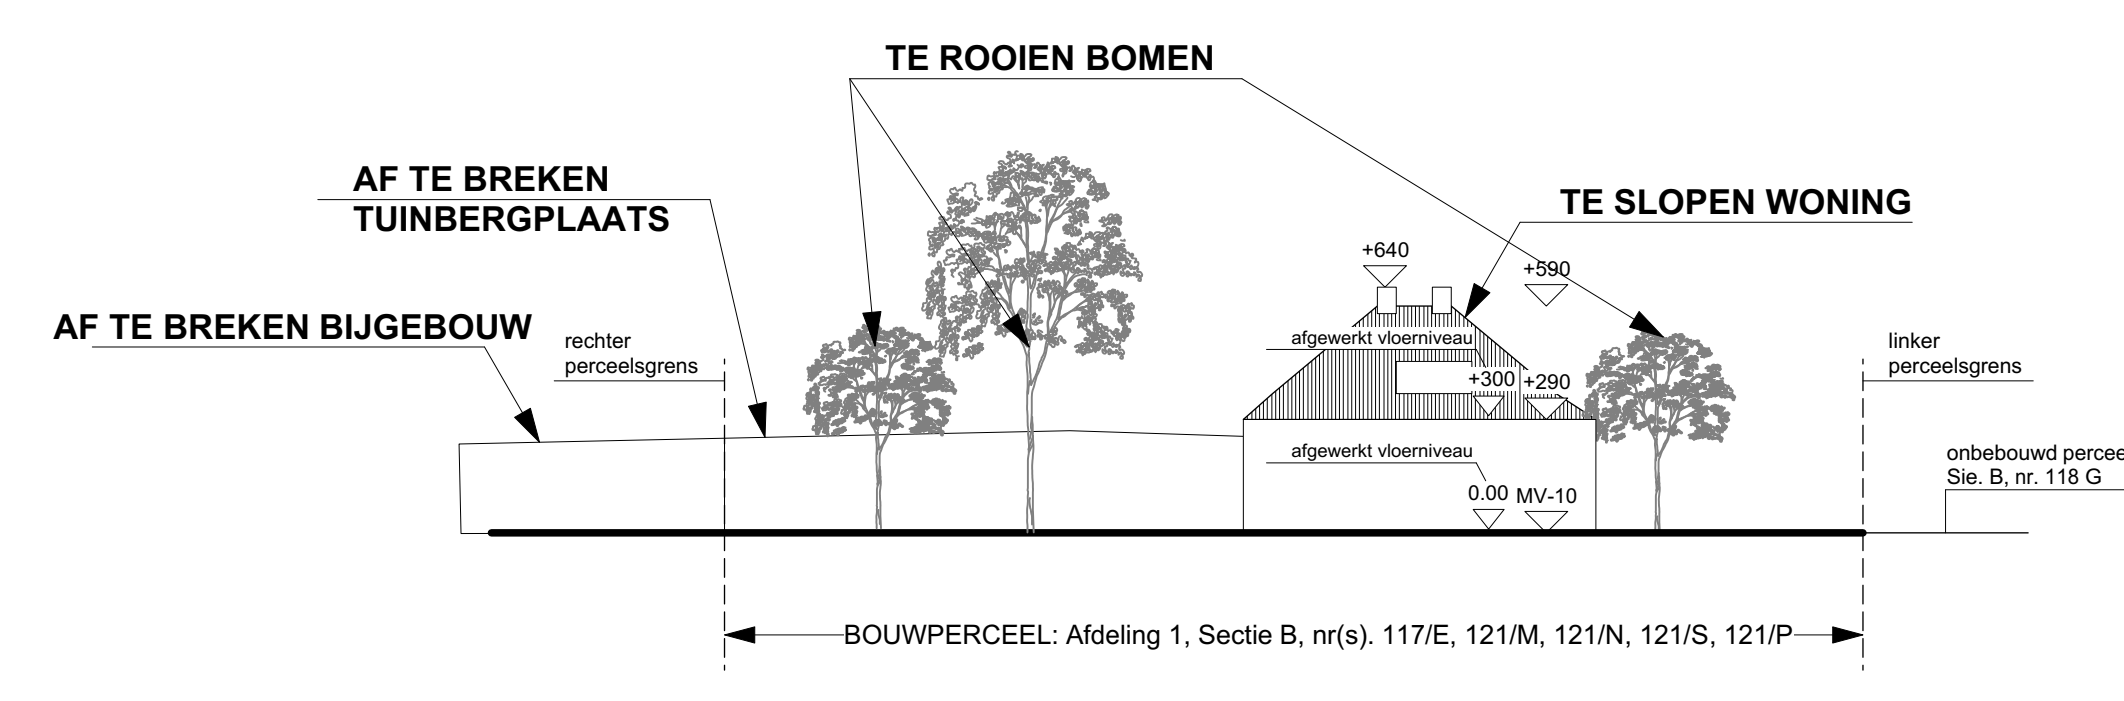 TE ROOIEN BOMEN
AF TE BREKEN
TUINBERGPLAATS
TE SLOPEN WONING
+640
+590
AF TE BREKEN BIJGEBOUW
rechter
perceelsgrens
afgewerkt vloerniveau
linker
perceelsgrens
+300
+290
afgewerkt vloerniveau
onbebouwd percee
Sie. B, nr. 118 G
0.00
MV-10
BOUWPERCEEL: Afdeling 1, Sectie B, nr(s). 117/E, 121/M, 121/N, 121/S, 121/P